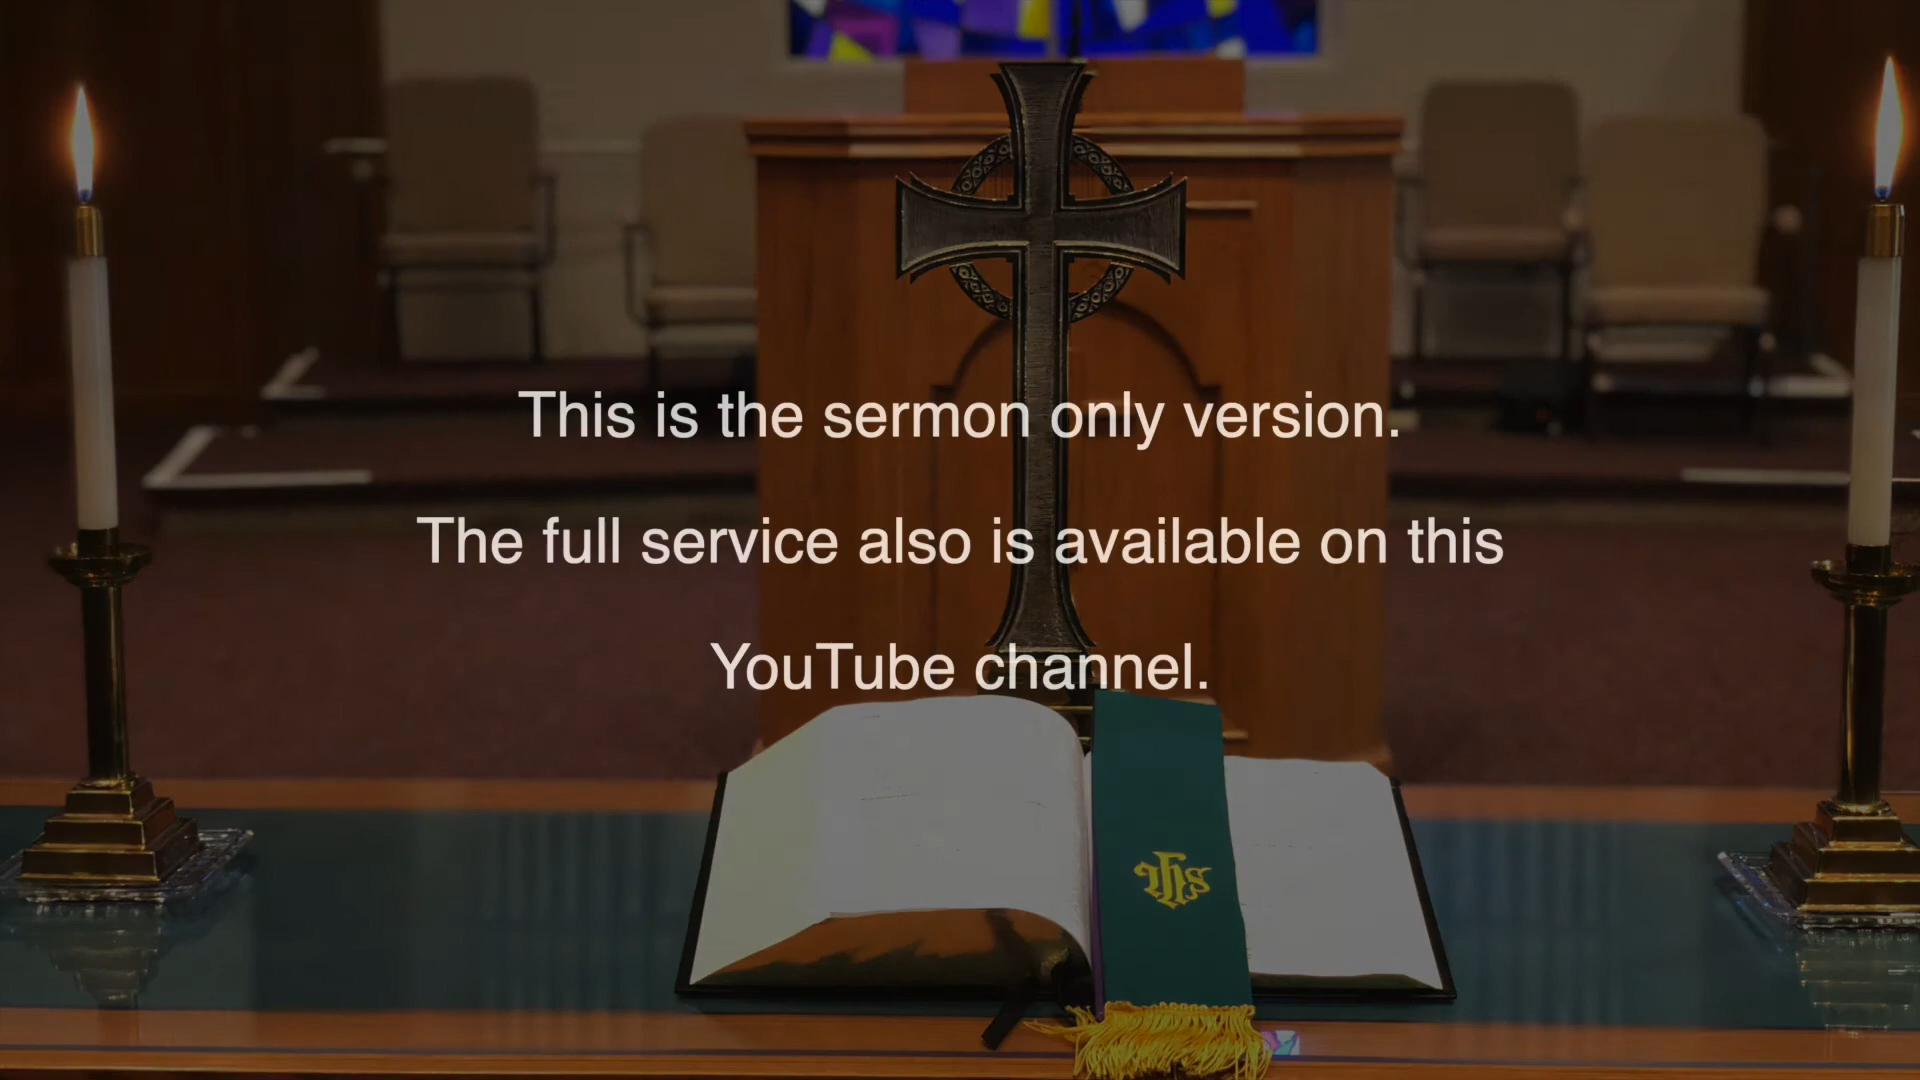 This is the sermon only version.
The full service also is available on this
YouTube channel.
IHS